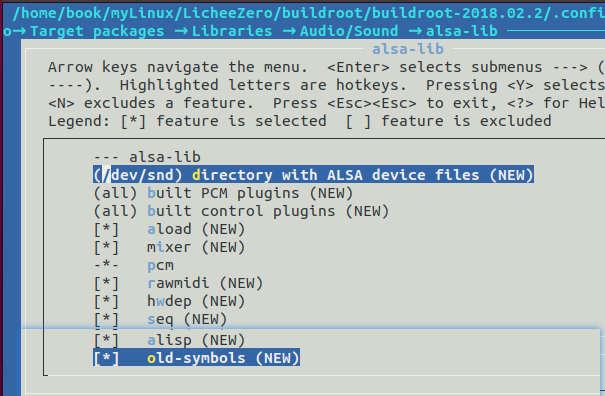 /home/book/myLinux/LicheeZero/buildroot/buildroot-2018.02.2/.confi
o→Target packages →Libraries →Audio/Sound →alsa-lib
alsa-lib
Arrow keys navigate the menu.  <Enter> selects submenus ---> (
----).  Highlighted letters are hotkeys.  Pressing <Y> selects
<N> excludes a feature.  Press <Esc><Esc> to exit, <?> for Hel
Legend: [*] feature is selected  [ ] feature is excluded
--- alsa-lib
(/dev/snd) directory with ALSA device files (NEW)
(all) built PCM plugins (NEW)
(all) built control plugins (NEW)
[*]   aload (NEW)
[*]   mixer (NEW)
-*-   pcm
[*]   rawmidi (NEW)
[*]   hwdep (NEW)
[*]   seq (NEW)
[*]   alisp (NEW)
[*]   old-symbols (NEW)